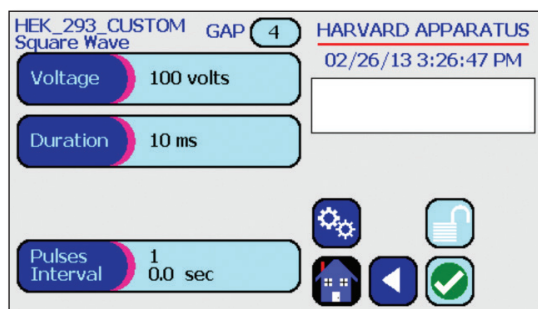 HEK_293_CUSTOM
Square Wave
GAP 4
HARVARD APPARATUS
02/26/13 3:26:47 PM
Voltage 100 volts
Duration 10 ms
Pulses 1
Interval 0.0 sec